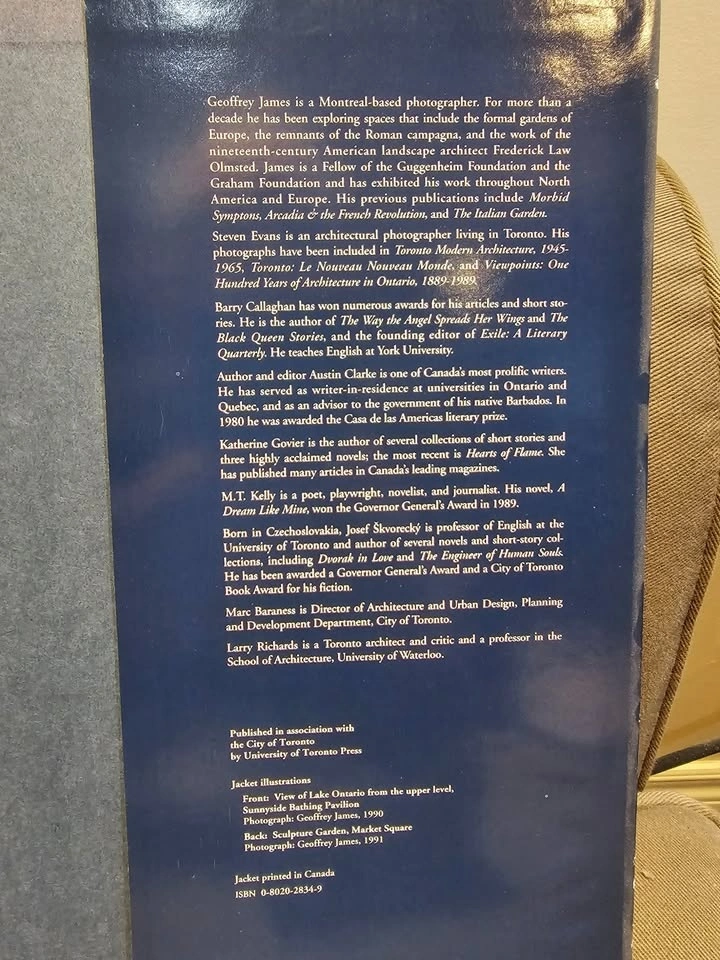 Geoffrey James is a Montreal-based photographer. For more than a
decade he has been exploring spaces that include the formal gardens of
Europe, the remnants of the Roman campagna, and the work of the
nineteenth-century American landscape architect Frederick Law
Olmsted. James is a Fellow of the Guggenheim Foundation and the
Graham Foundation and has exhibited his work throughout North
America and Europe. His previous publications include Morbid
Symptons, Arcadia & the French Revolution, and The Italian Garden.
Steven Evans is an architectural photographer living in Toronto. His
photographs have been included in Toronto Modern Architecture, 1945-
1965, Toronto: Le Nouveau Nouveau Monde, and Viewpoints: One
Hundred Years of Architecture in Ontario, 1889-1989.
Barry Callaghan has won numerous awards for his articles and short sto-
ries. He is the author of The Way the Angel Spreads Her Wings and The
Black Queen Stories, and the founding editor of Exile: A Literary
Quarterly. He teaches English at York University.
Author and editor Austin Clarke is one of Canada's most prolific writers.
He has served as writer-in-residence at universities in Ontario and
Quebec, and as an advisor to the government of his native Barbados. In
1980 he was awarded the Casa de las Americas literary prize.
Katherine Govier is the author of several collections of short stories and
three highly acclaimed novels; the most recent is Hearts of Flame. She
has published many articles in Canada's leading magazines.
M.T. Kelly is a poet, playwright, novelist, and journalist. His novel, A
Dream Like Mine, won the Governor General's Award in 1989.
Born in Czechoslovakia, Josef Škvorecký is professor of English at the
University of Toronto and author of several novels and short-story col-
lections, including Dvorak in Love and The Engineer of Human Souls.
He has been awarded a Governor General's Award and a City of Toronto
Book Award for his fiction.
Marc Baraness is Director of Architecture and Urban Design, Planning
and Development Department, City of Toronto.
Larry Richards is a Toronto architect and critic and a professor in the
School of Architecture, University of Waterloo.
Published in association with
the City of Toronto
by University of Toronto Press
Jacket illustrations
Front: View of Lake Ontario from the upper level,
Sunnyside Bathing Pavilion
Photograph: Geoffrey James, 1990
Back: Sculpture Garden, Market Square
Photograph: Geoffrey James, 1991
Jacket printed in Canada
ISBN 0-8020-2834-9